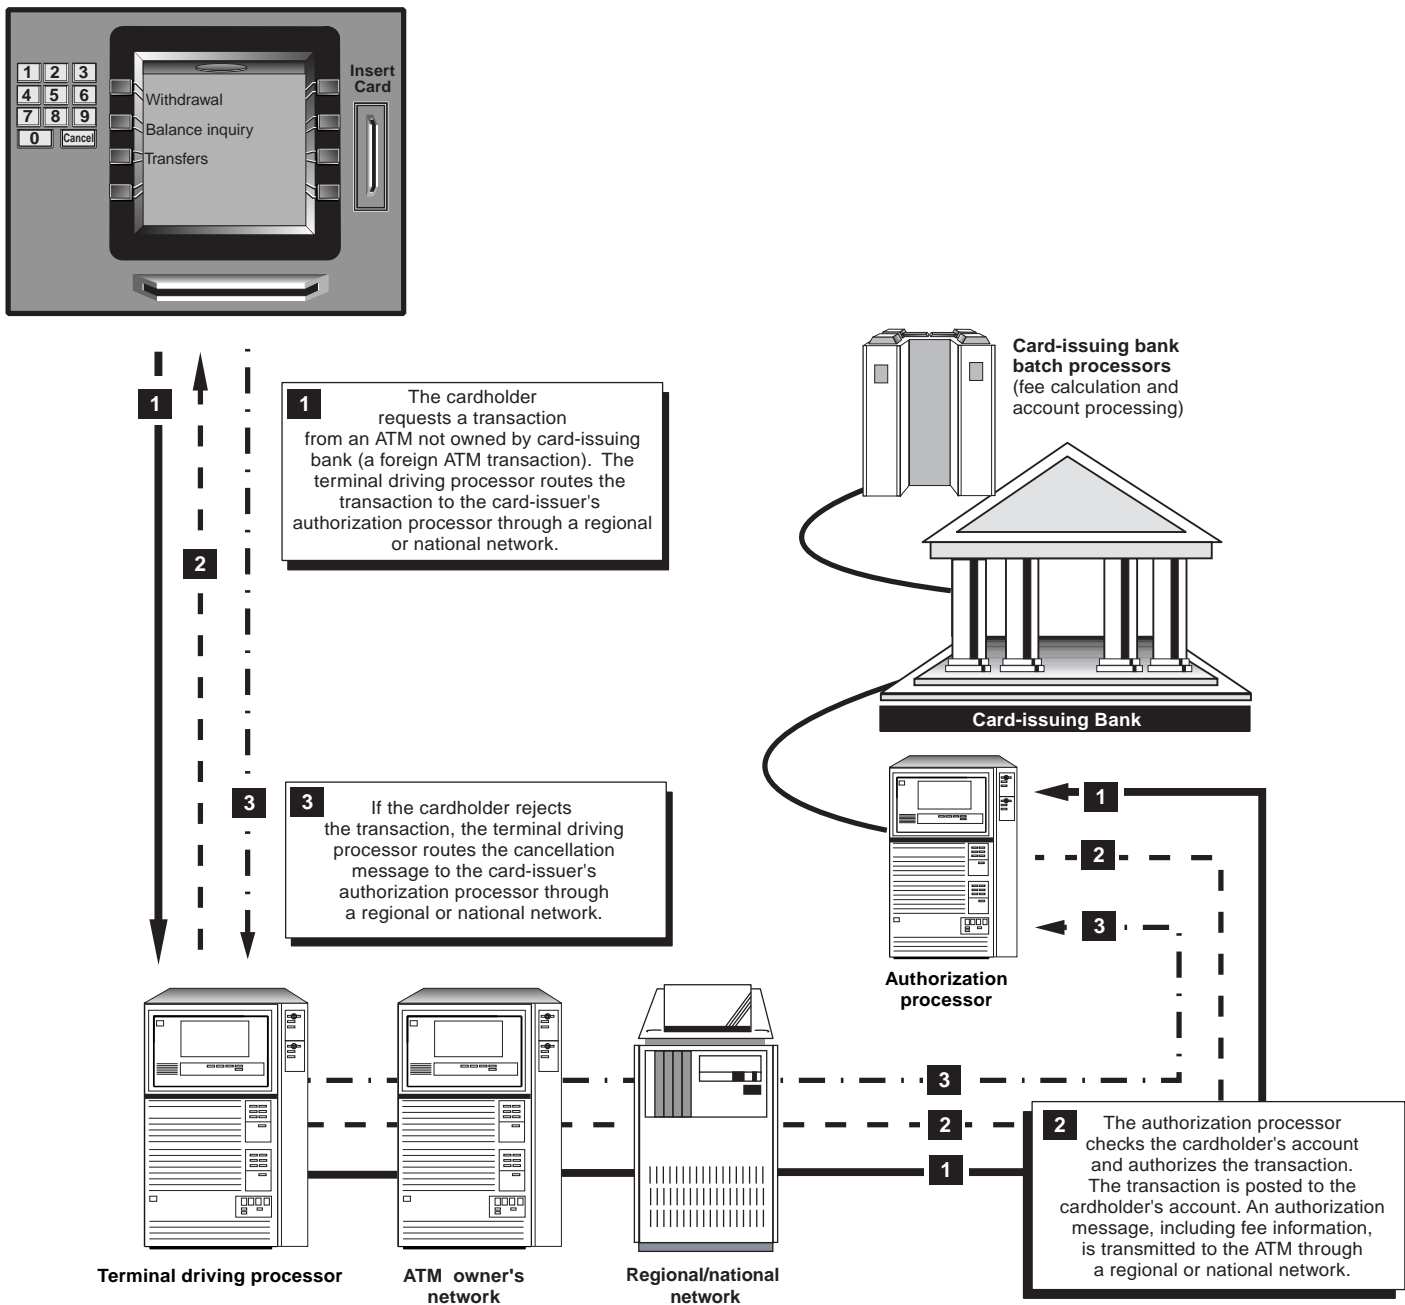 1 2 3
4 5 6
7 8 9
0 Cancel
Withdrawal
Balance inquiry
Transfers
Insert
Card
1
2
3
1
The cardholder
requests a transaction
from an ATM not owned by card-issuing
bank (a foreign ATM transaction). The
terminal driving processor routes the
transaction to the card-issuer's
authorization processor through a regional
or national network.
3
If the cardholder rejects
the transaction, the terminal driving
processor routes the cancellation
message to the card-issuer's
authorization processor through
a regional or national network.
Card-issuing bank
batch processors
(fee calculation and
account processing)
Card-issuing Bank
1
2
3
Authorization
processor
3
2
1
2
The authorization processor
checks the cardholder's account
and authorizes the transaction.
The transaction is posted to the
cardholder's account. An authorization
message, including fee information,
is transmitted to the ATM through
a regional or national network.
Terminal driving processor
ATM owner's
network
Regional/national
network